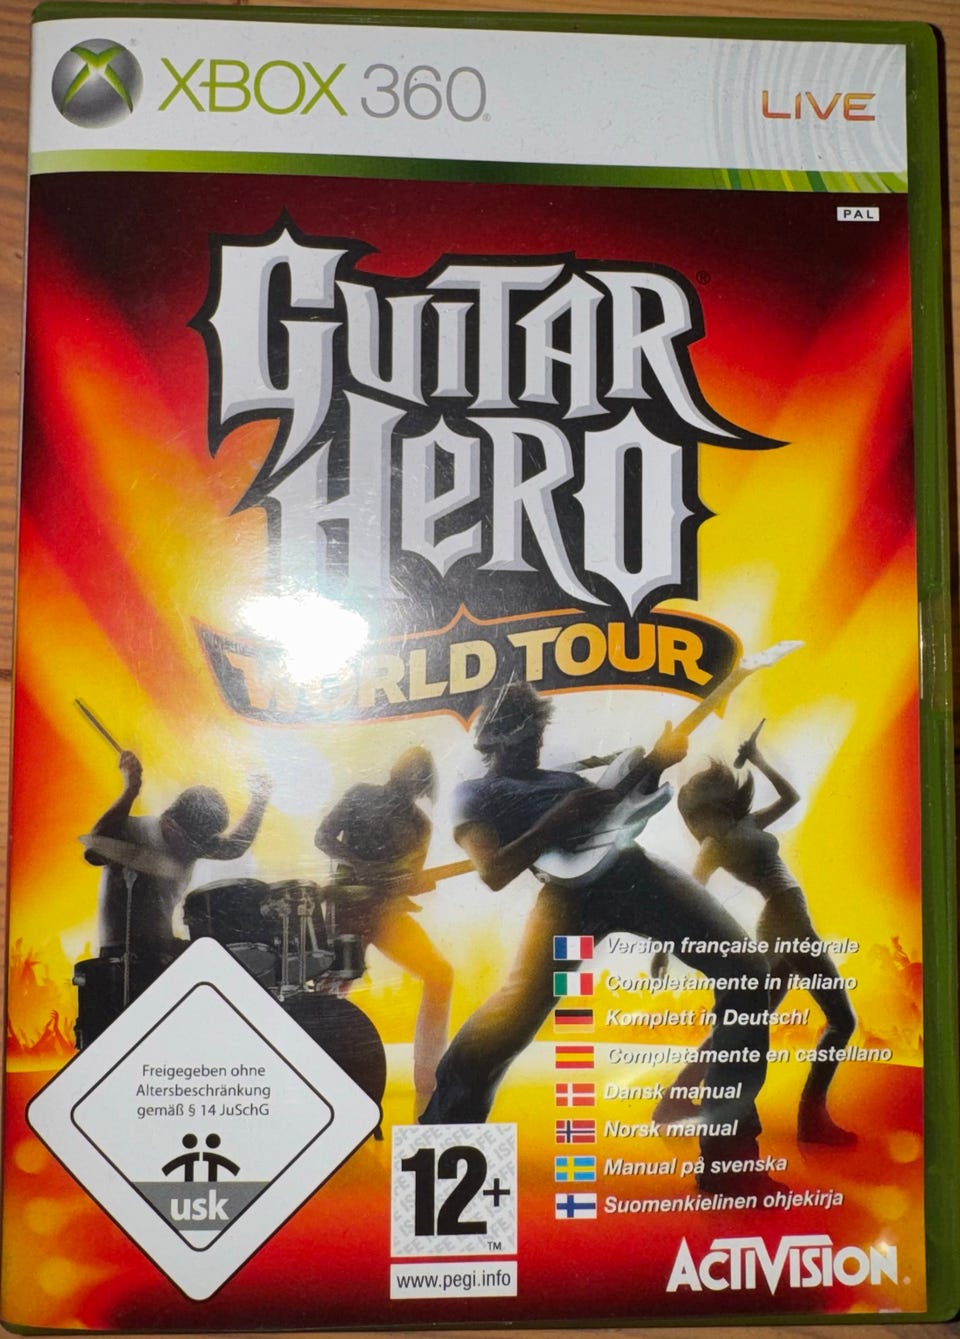 XBOX 360
LIVE
PAL
GUITAR
HERO
WORLD TOUR
Version française intégrale
Completamente in italiano
Komplett in Deutsch!
Completamente en castellano
Dansk manual
Norsk manual
Manual på svenska
Suomenkielinen ohjekirja
Freigegeben ohne
Altersbeschränkung
gemäß § 14 JuSchG
usk
12+
TM
www.pegi.info
ACTIVISION